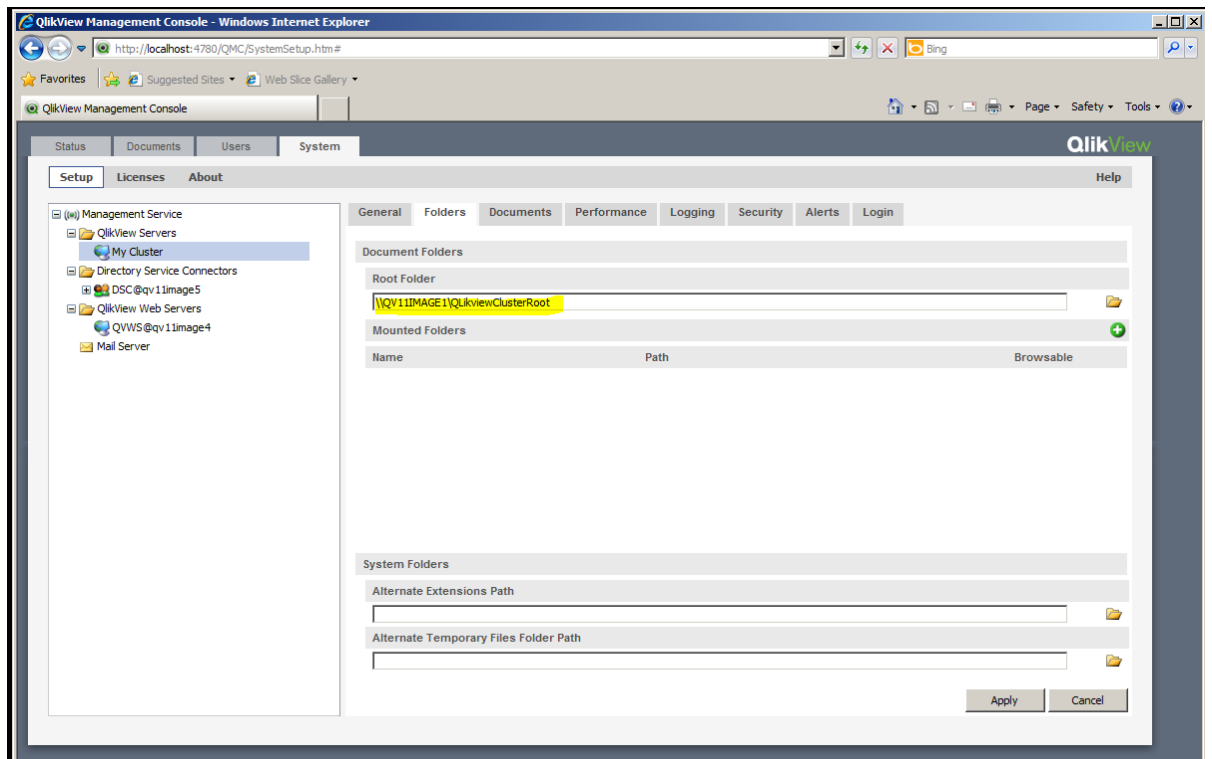 QlikView Management Console - Windows Internet Explorer
http://localhost:4780/QMC/SystemSetup.htm#
Bing
Favorites Suggested Sites Web Slice Gallery
QlikView Management Console
Page Safety Tools
Status Documents Users System
QlikView
Setup Licenses About Help
Management Service
QlikView Servers
My Cluster
Directory Service Connectors
DSC@qv11image5
QlikView Web Servers
QVWS@qv11image4
Mail Server
General Folders Documents Performance Logging Security Alerts Login
Document Folders
Root Folder
\\QV11IMAGE1\QLikviewClusterRoot
Mounted Folders
Name Path Browsable
System Folders
Alternate Extensions Path
Alternate Temporary Files Folder Path
Apply Cancel